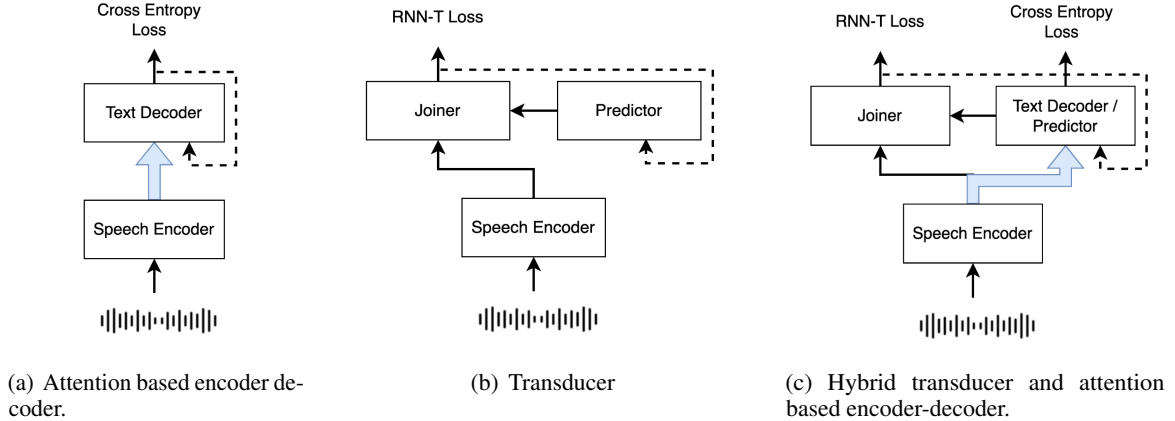 Cross Entropy
Loss
Text Decoder
Speech Encoder
(a) Attention based encoder de-
coder.
RNN-T Loss
Joiner
Predictor
Speech Encoder
(b) Transducer
RNN-T Loss
Cross Entropy
Loss
Joiner
Text Decoder /
Predictor
Speech Encoder
(c) Hybrid transducer and attention
based encoder-decoder.